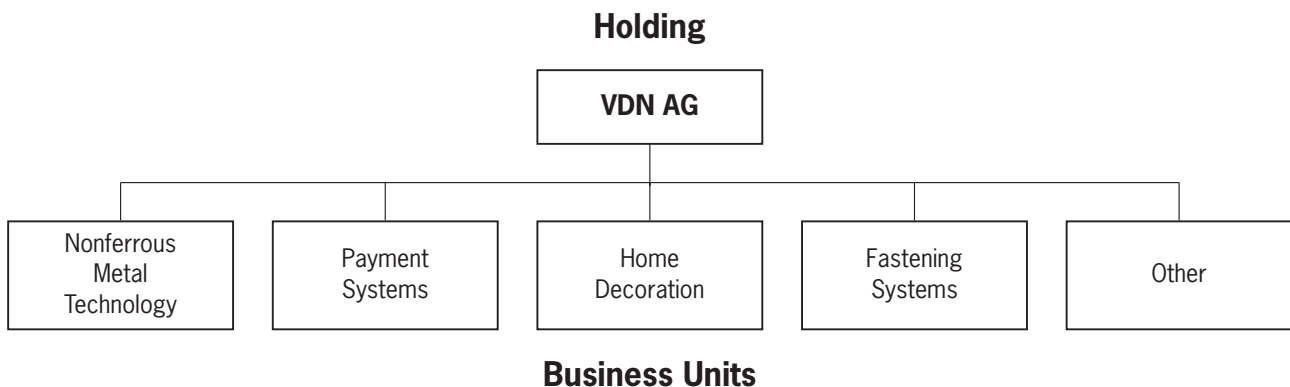 Holding
VDN AG
Nonferrous
Metal
Technology
Payment
Systems
Home
Decoration
Fastening
Systems
Other
Business Units